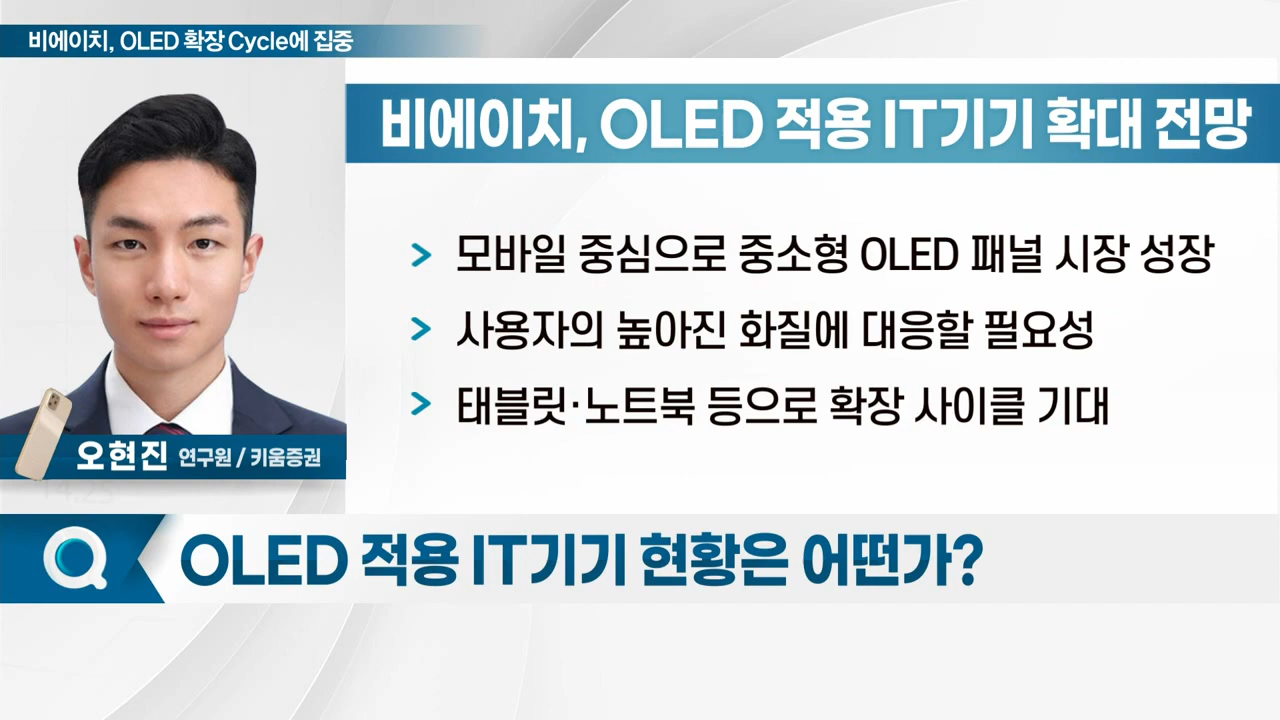 비에이치, OLED 확장 Cycle에 집중
비에이치, OLED 적용 IT기기 확대 전망
모바일 중심으로 중소형 OLED 패널 시장 성장
사용자의 높아진 화질에 대응할 필요성
태블릿·노트북 등으로 확장 사이클 기대
오현진 연구원 / 키움증권
OLED 적용 IT기기 현황은 어떤가?